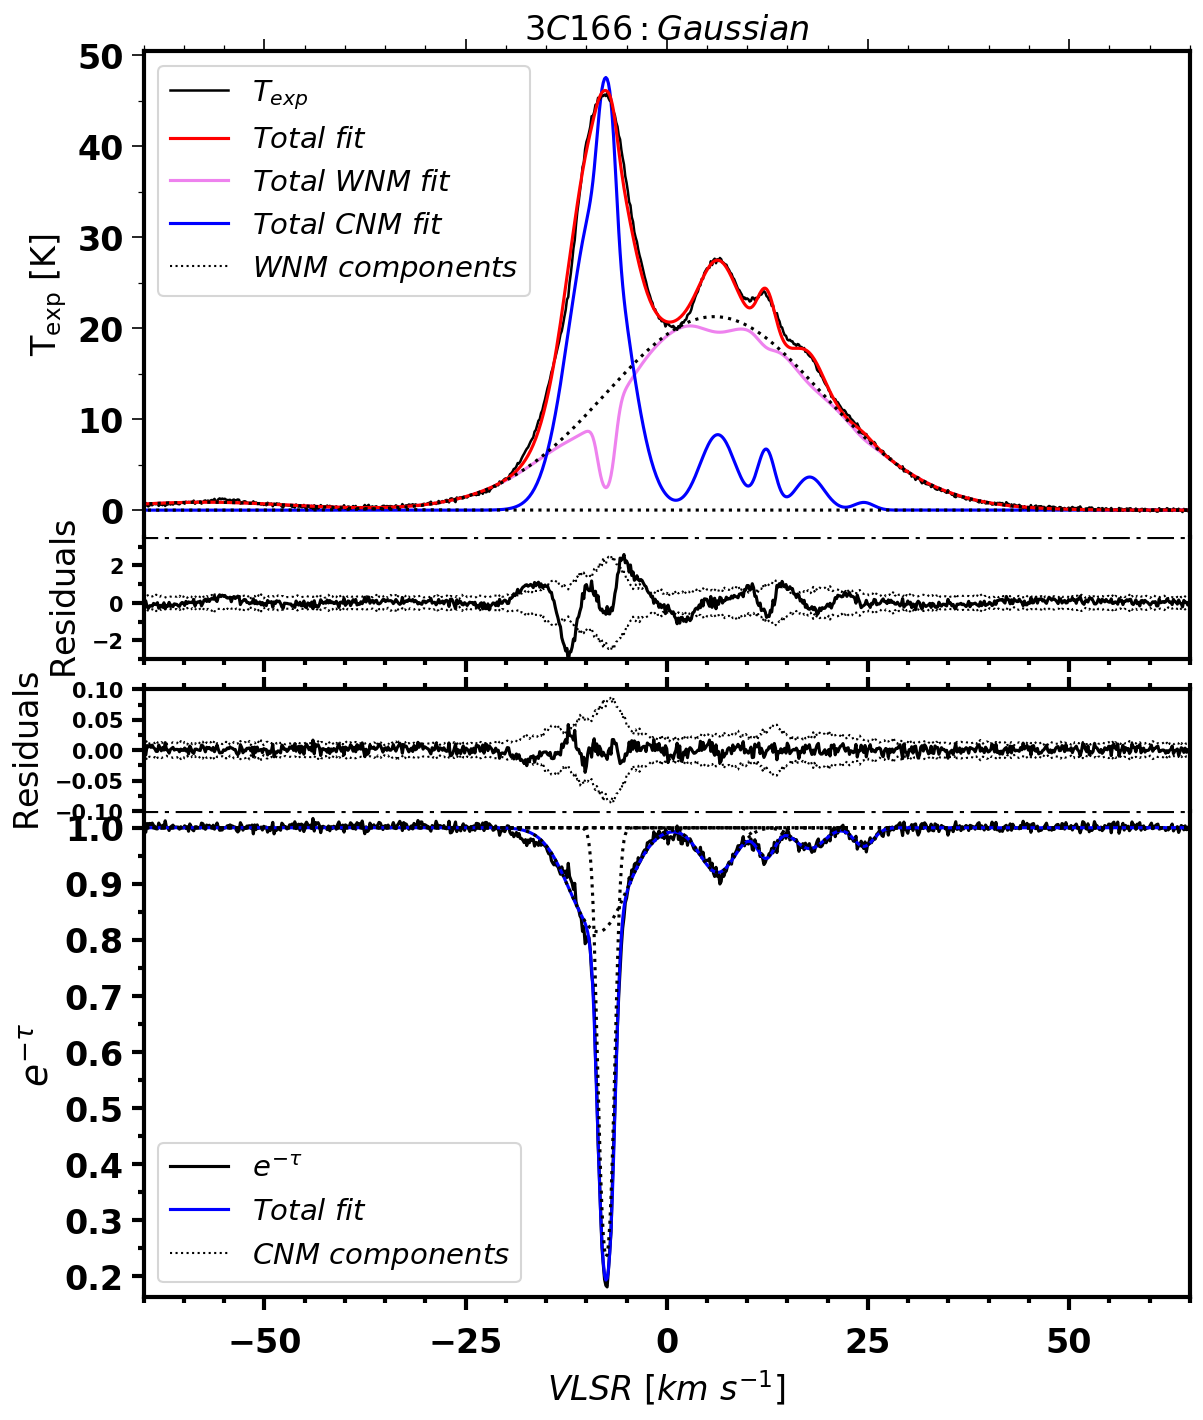 3C166 : Gaussian
50
40
30
20
10
0
T_exp [K]
T_exp
Total fit
Total WNM fit
Total CNM fit
WNM components
Residuals
2
0
−2
Residuals
0.10
0.05
0.00
−0.05
−0.10
1.0
0.9
0.8
0.7
0.6
0.5
0.4
0.3
0.2
e^{−τ}
e^{−τ}
Total fit
CNM components
−50 −25 0 25 50
VLSR [km s^{−1}]